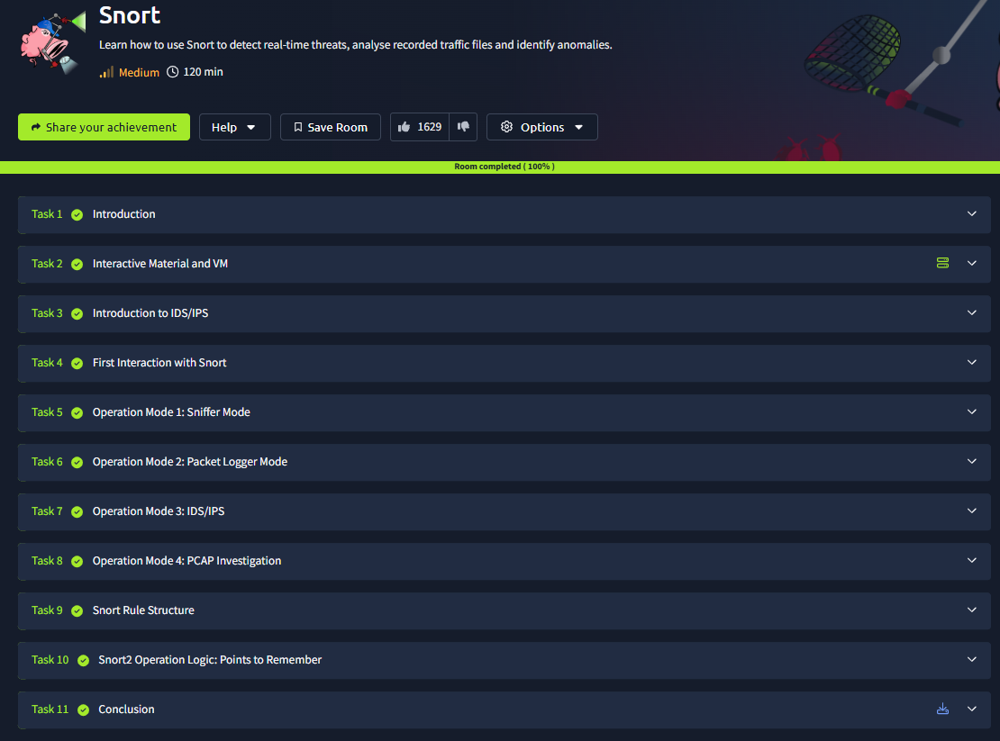 Snort
Learn how to use Snort to detect real-time threats, analyse recorded traffic files and identify anomalies.
Medium 120 min
Share your achievement Help Save Room 1629 Options
Room completed ( 100% )
Task 1 Introduction
Task 2 Interactive Material and VM
Task 3 Introduction to IDS/IPS
Task 4 First Interaction with Snort
Task 5 Operation Mode 1: Sniffer Mode
Task 6 Operation Mode 2: Packet Logger Mode
Task 7 Operation Mode 3: IDS/IPS
Task 8 Operation Mode 4: PCAP Investigation
Task 9 Snort Rule Structure
Task 10 Snort2 Operation Logic: Points to Remember
Task 11 Conclusion